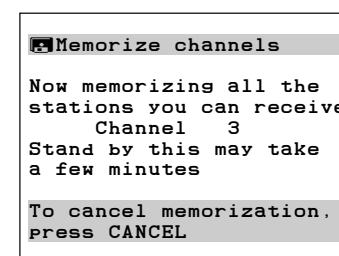 Memorize channels
Now memorizing all the
stations you can receive
Channel 3
Stand by this may take
a few minutes
To cancel memorization,
press CANCEL